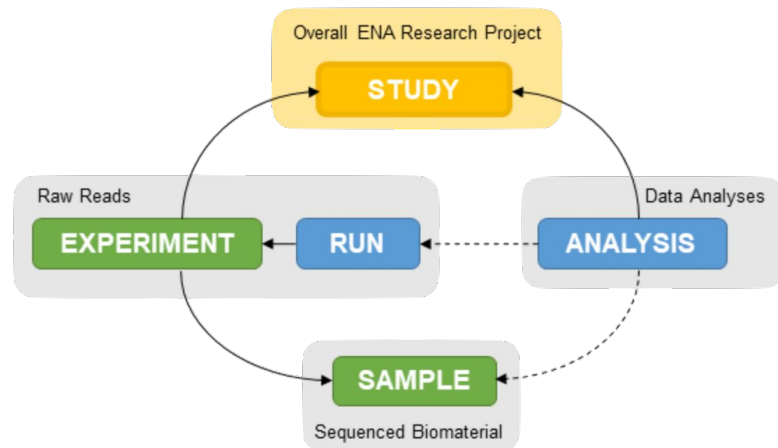 Overall ENA Research Project
STUDY
Raw Reads
Data Analyses
EXPERIMENT
RUN
ANALYSIS
SAMPLE
Sequenced Biomaterial